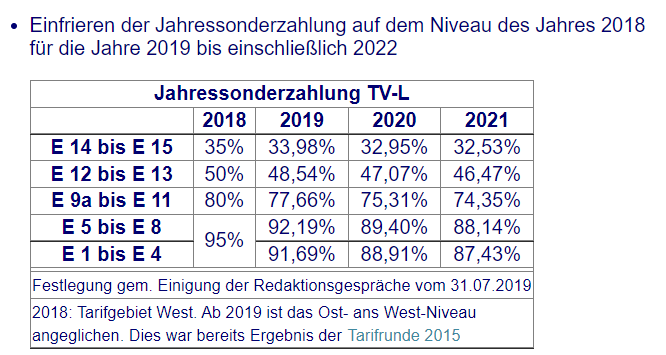 • Einfrieren der Jahressonderzahlung auf dem Niveau des Jahres 2018
für die Jahre 2019 bis einschließlich 2022
Jahressonderzahlung TV-L
2018 2019 2020 2021
E 14 bis E 15 35% 33,98% 32,95% 32,53%
E 12 bis E 13 50% 48,54% 47,07% 46,47%
E 9a bis E 11 80% 77,66% 75,31% 74,35%
E 5 bis E 8 95% 92,19% 89,40% 88,14%
E 1 bis E 4 91,69% 88,91% 87,43%
Festlegung gem. Einigung der Redaktionsgespräche vom 31.07.2019
2018: Tarifgebiet West. Ab 2019 ist das Ost- ans West-Niveau
angeglichen. Dies war bereits Ergebnis der Tarifrunde 2015